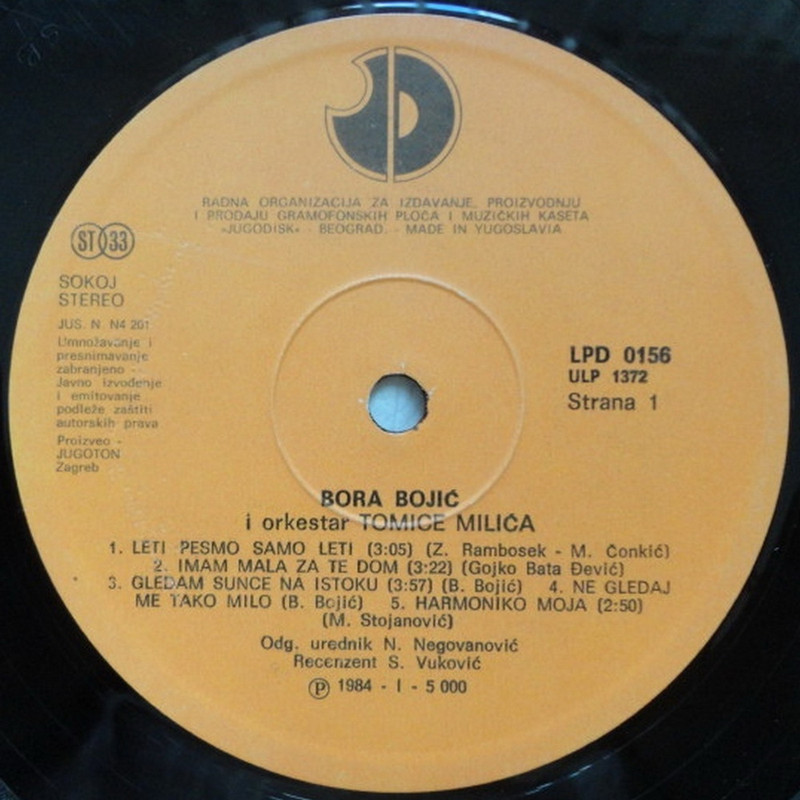 RADNA ORGANIZACIJA ZA IZDAVANJE, PROIZVODNJU
I PRODAJU GRAMOFONSKIH PLOČA I MUZIČKIH KASETA
«JUGODISK» - BEOGRAD. - MADE IN YUGOSLAVIA
ST 33
SOKOJ
STEREO
JUS. N. N4 201
Umnožavanje i
presnimavanje
zabranjeno -
Javno izvođenje
i emitovanje
podleže zaštiti
autorskih prava
Proizveo -
JUGOTON
Zagreb
LPD 0156
ULP 1372
Strana 1
BORA BOJIĆ
i orkestar TOMICE MILIĆA
1. LETI PESMO SAMO LETI (3:05) (Z. Rambosek - M. Čonkić)
2. IMAM MALA ZA TE DOM (3:22) (Gojko Bata Đević)
3. GLEDAM SUNCE NA ISTOKU (3:57) (B. Bojić) 4. NE GLEDAJ
ME TAKO MILO (B. Bojić) 5. HARMONIKO MOJA (2:50)
(M. Stojanović)
Odg. urednik N. Negovanović
Recenzent S. Vuković
Ⓟ 1984 - I - 5 000